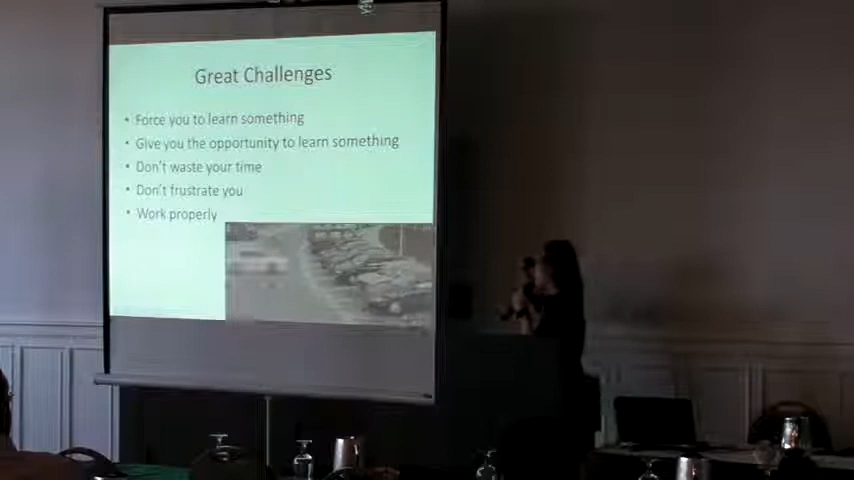 Great Challenges
• Force you to learn something
• Give you the opportunity to learn something
• Don't waste your time
• Don't frustrate you
• Work properly